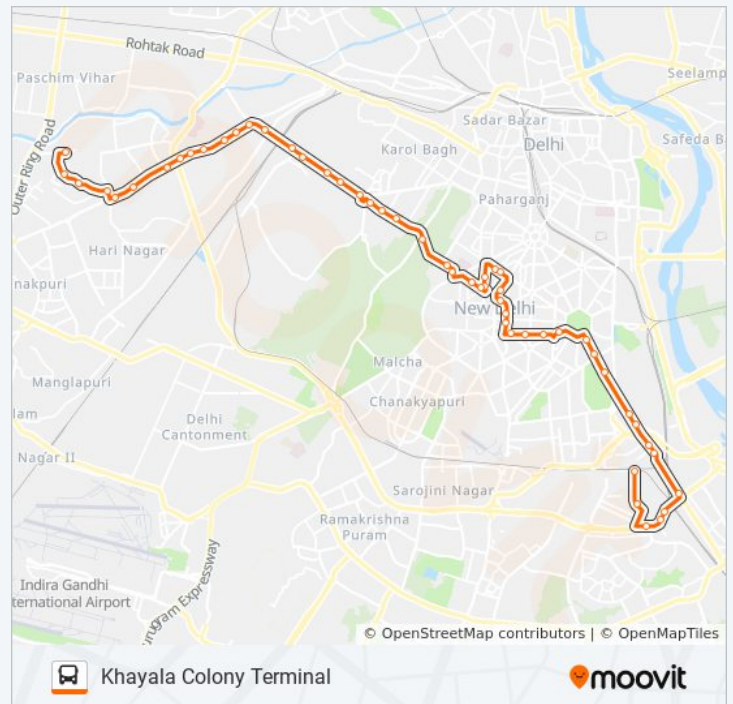 Rohtak Road
Paschim Vihar
Seelamp
Sadar Bazar
Delhi
Safeda B
Karol Bagh
Outer Ring Road
Paharganj
Hari Nagar
nakpuri
New Delhi
Malcha
Manglapuri
Chanakyapuri
lam
Delhi
Cantonment
Nagar II
Sarojini Nagar
Ramakrishna
Puram
Indira Gandhi
ternational Airport
urugram Expressway
© OpenStreetMap contributors | © OpenMapTiles
Khayala Colony Terminal
moovit